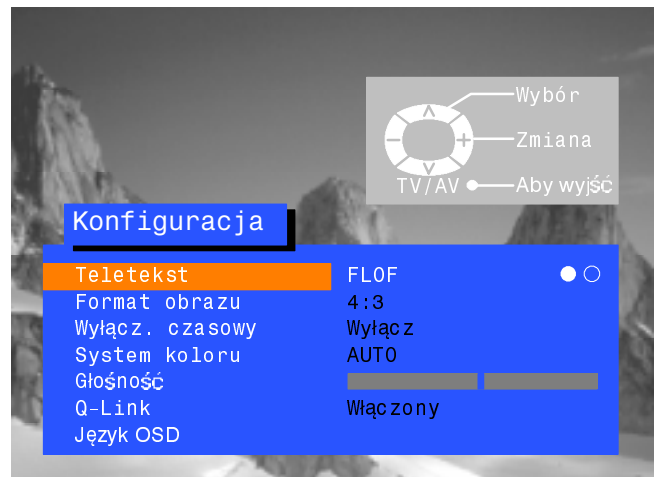 Wybór
Zmiana
TV/AV Aby wyjść
Konfiguracja
Teletekst FLOF
Format obrazu 4:3
Wyłącz. czasowy Wyłącz
System koloru AUTO
Głośność
Q-Link Włączony
Język OSD